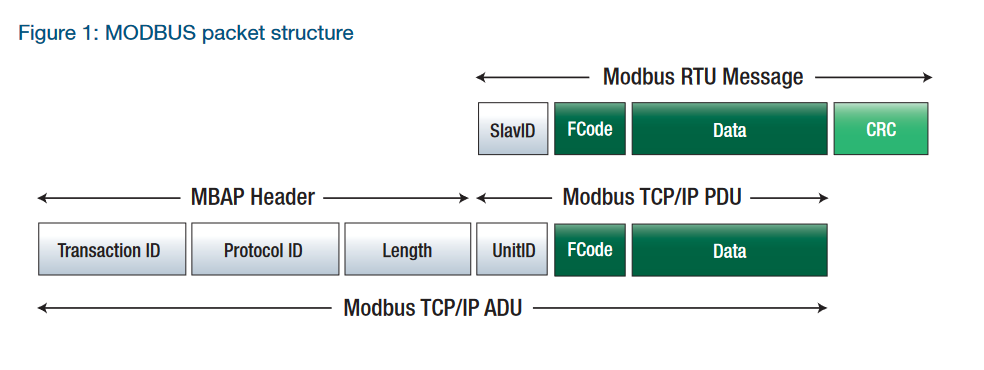 Figure 1: MODBUS packet structure
Modbus RTU Message
SlavID FCode Data CRC
MBAP Header Modbus TCP/IP PDU
Transaction ID Protocol ID Length UnitID FCode Data
Modbus TCP/IP ADU